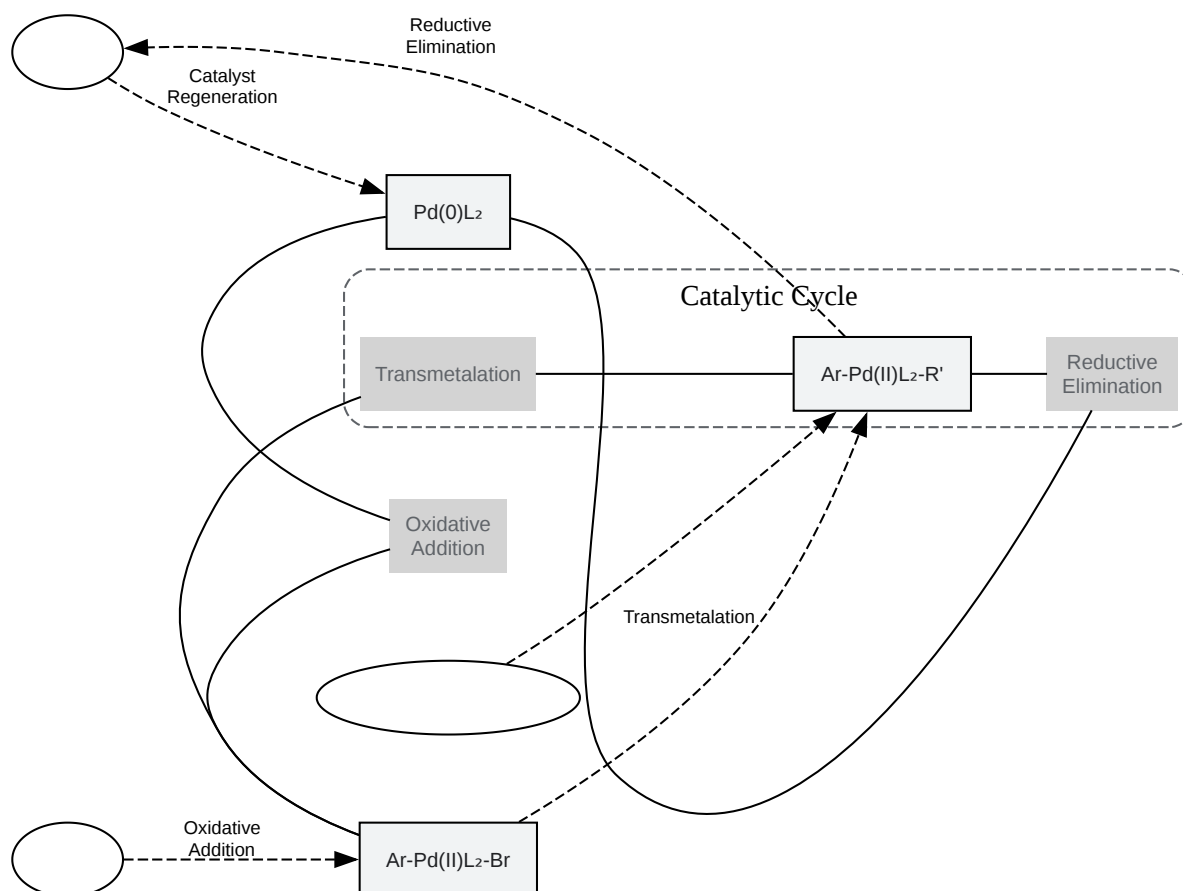 Reductive
Elimination
Catalyst
Regeneration
Pd(0)L₂
Catalytic Cycle
Transmetalation
Ar-Pd(II)L₂-R'
Reductive
Elimination
Oxidative
Addition
Transmetalation
Oxidative
Addition
Ar-Pd(II)L₂-Br